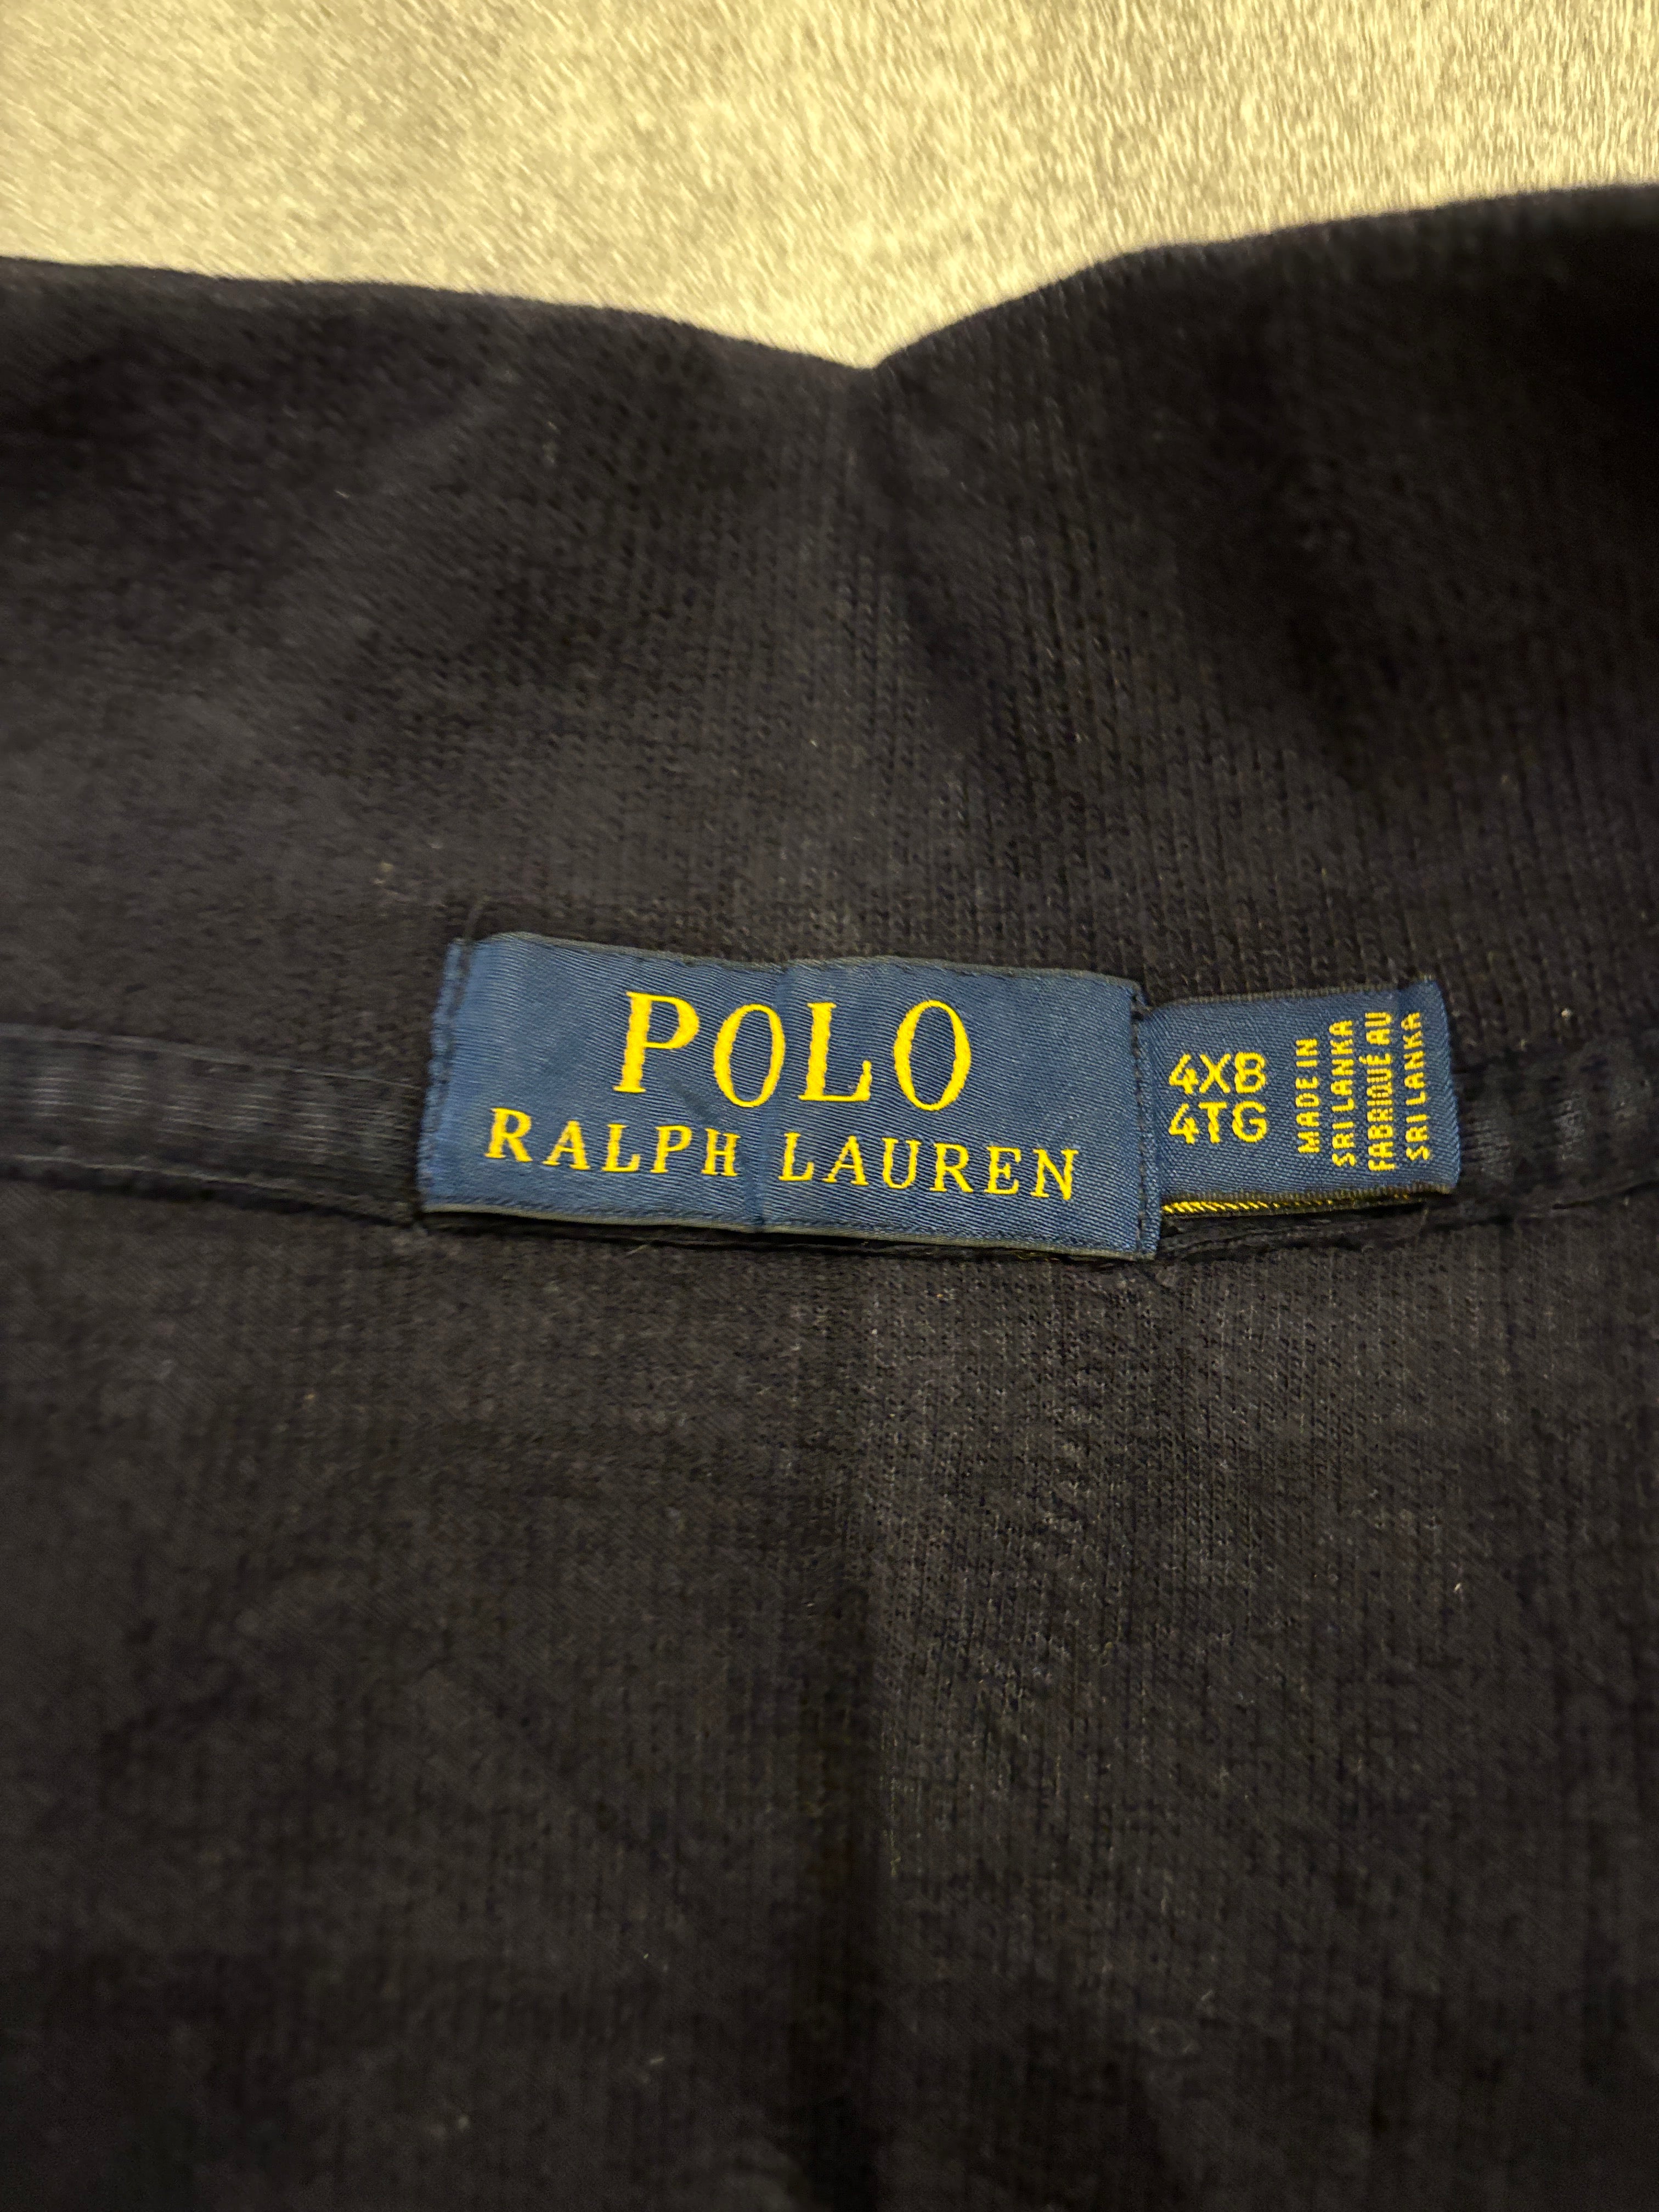 POLO
RALPH LAUREN
4XB
4TG
MADE IN
SRI LANKA
FABRIQUÉ AU
SRI LANKA